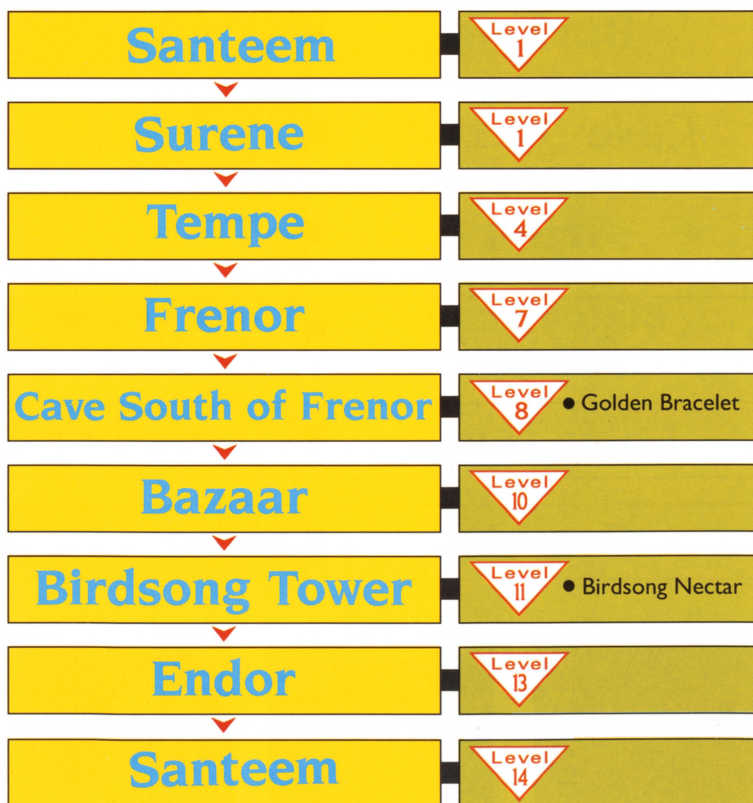 Santeem
Level
1
Surene
Level
1
Tempe
Level
4
Frenor
Level
7
Cave South of Frenor
Level
8
• Golden Bracelet
Bazaar
Level
10
Birdsong Tower
Level
11
• Birdsong Nectar
Endor
Level
13
Santeem
Level
14